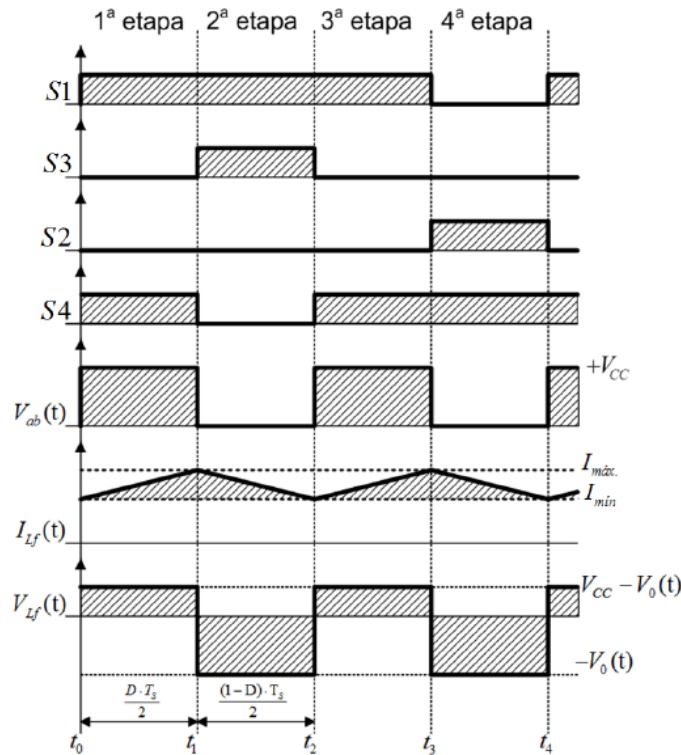 1ª etapa 2ª etapa 3ª etapa 4ª etapa
S1
S3
S2
S4
+V_CC
V_ab(t)
I_máx.
I_mín
I_Lf(t)
V_CC − V_0(t)
V_Lf(t)
−V_0(t)
D·T_S/2 (1−D)·T_S/2
t_0 t_1 t_2 t_3 t_4